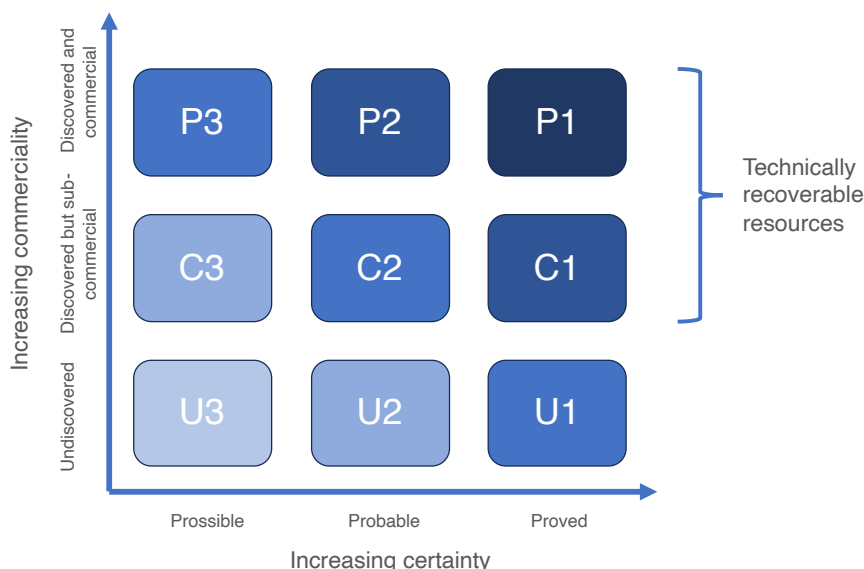 Increasing commerciality
Discovered and
commercial
P3 P2 P1
Discovered but sub-
commercial
C3 C2 C1
Undiscovered
U3 U2 U1
Technically
recoverable
resources
Prossible Probable Proved
Increasing certainty